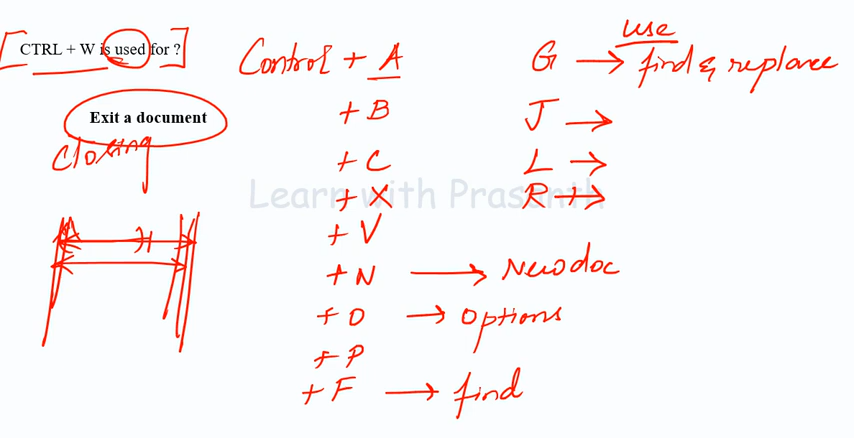 [CTRL + W is used for ?]
Exit a document
Closing
Control + A
+ B
+ C
+ X
+ V
+ N → New doc
+ O → options
+ P
+ F → find
use
G → find & replace
J →
L →
R →
Learn with Prasanth